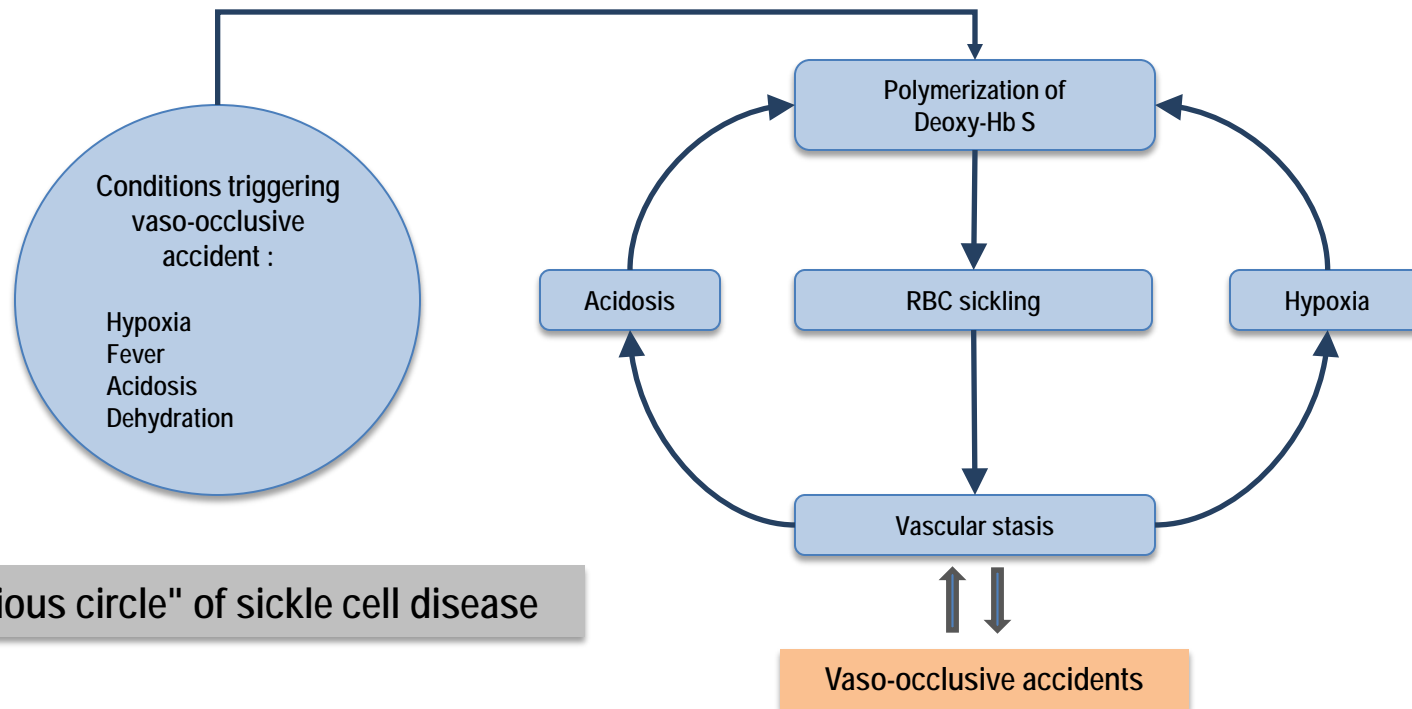 Polymerization of
Deoxy-Hb S
Conditions triggering
vaso-occlusive
accident :
Hypoxia
Fever
Acidosis
Dehydration
Acidosis
RBC sickling
Hypoxia
Vascular stasis
circle" of sickle cell disease
Vaso-occlusive accidents